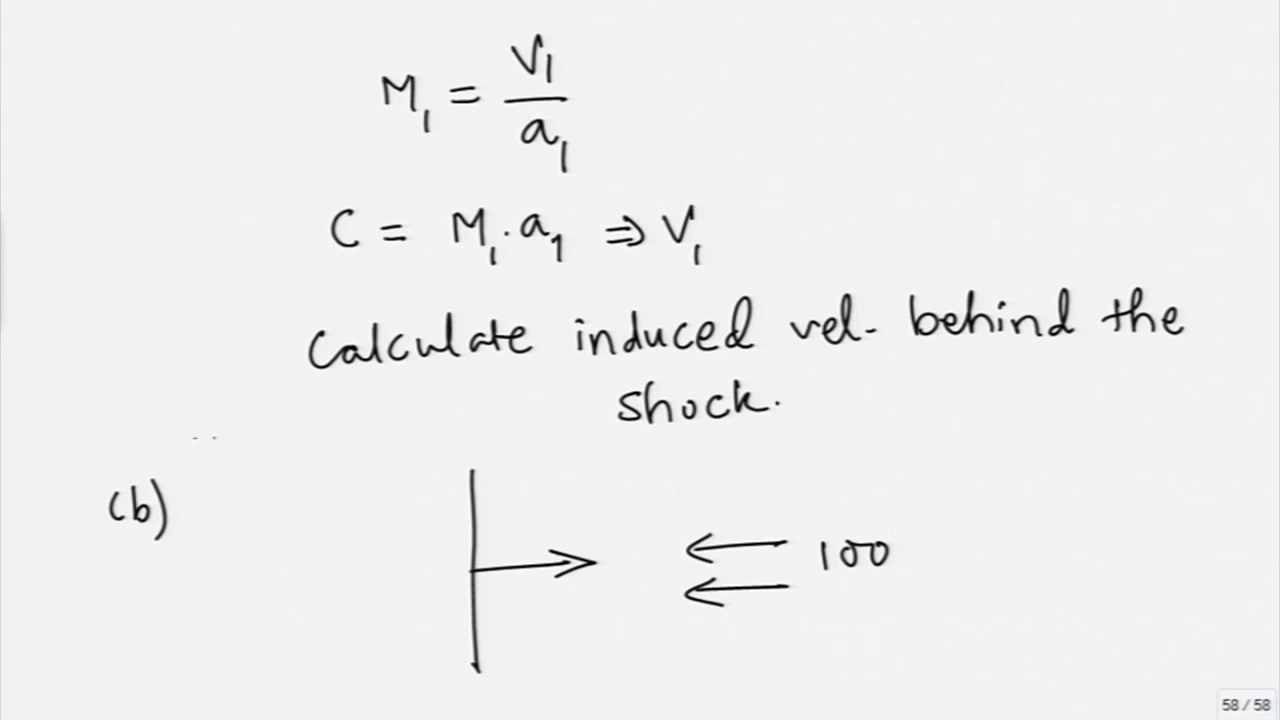 M₁ = V₁/a₁
C = M₁.a₁ ⇒ V₁
Calculate induced vel. behind the
shock.
(b)
100
58 / 58